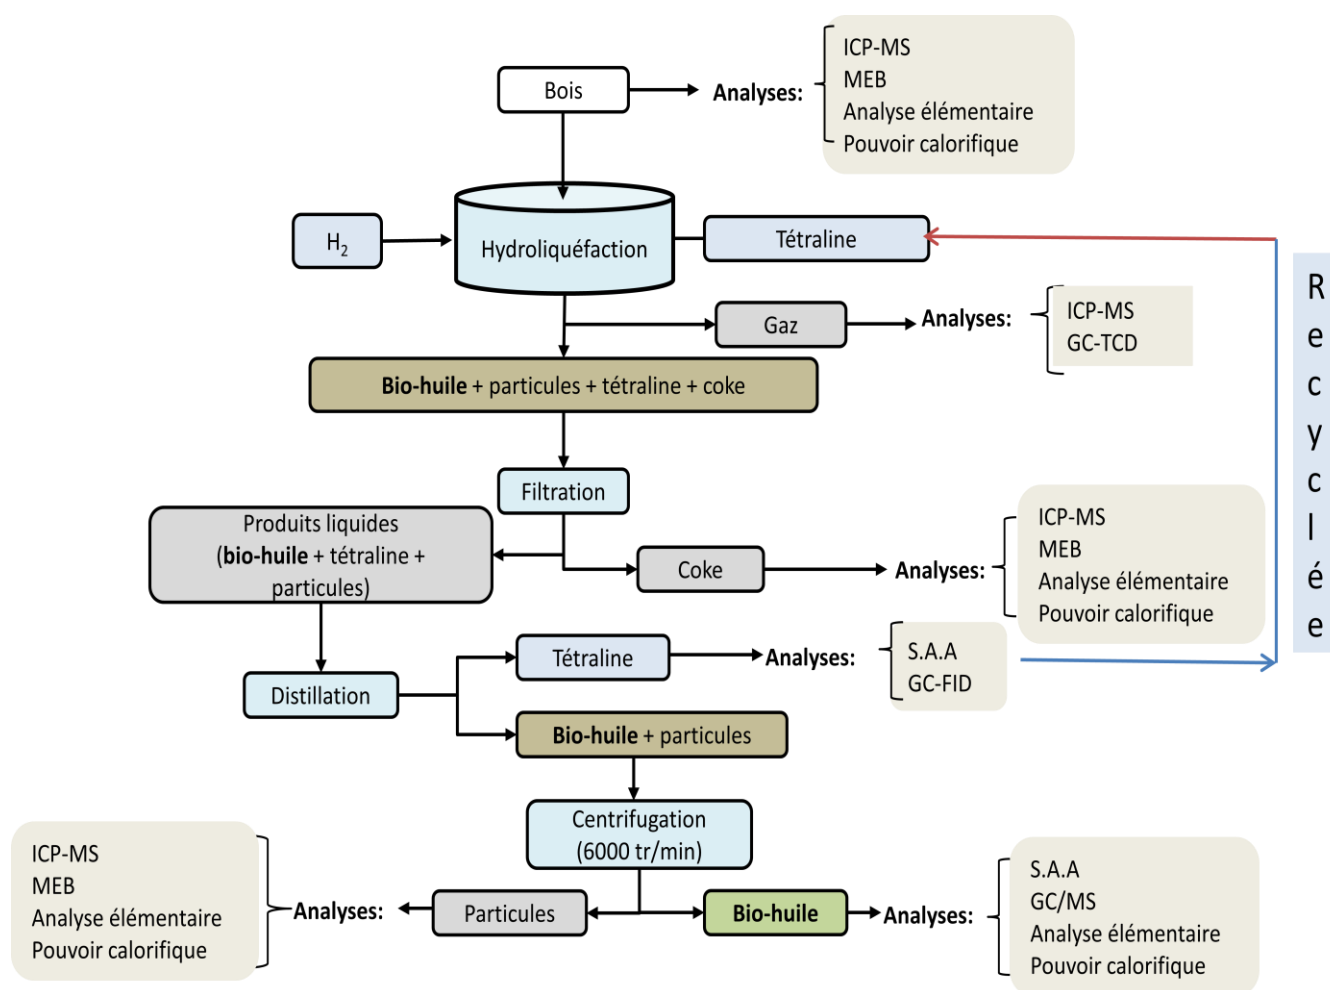 Bois
Analyses:
ICP-MS
MEB
Analyse élémentaire
Pouvoir calorifique
H2
Hydroliquéfaction
Tétraline
Recyclée
Gaz
Analyses:
ICP-MS
GC-TCD
Bio-huile + particules + tétraline + coke
Filtration
Produits liquides
(bio-huile + tétraline +
particules)
Coke
Analyses:
ICP-MS
MEB
Analyse élémentaire
Pouvoir calorifique
Distillation
Tétraline
Analyses:
S.A.A
GC-FID
Bio-huile + particules
Centrifugation
(6000 tr/min)
ICP-MS
MEB
Analyse élémentaire
Pouvoir calorifique
Analyses:
Particules
Bio-huile
Analyses:
S.A.A
GC/MS
Analyse élémentaire
Pouvoir calorifique